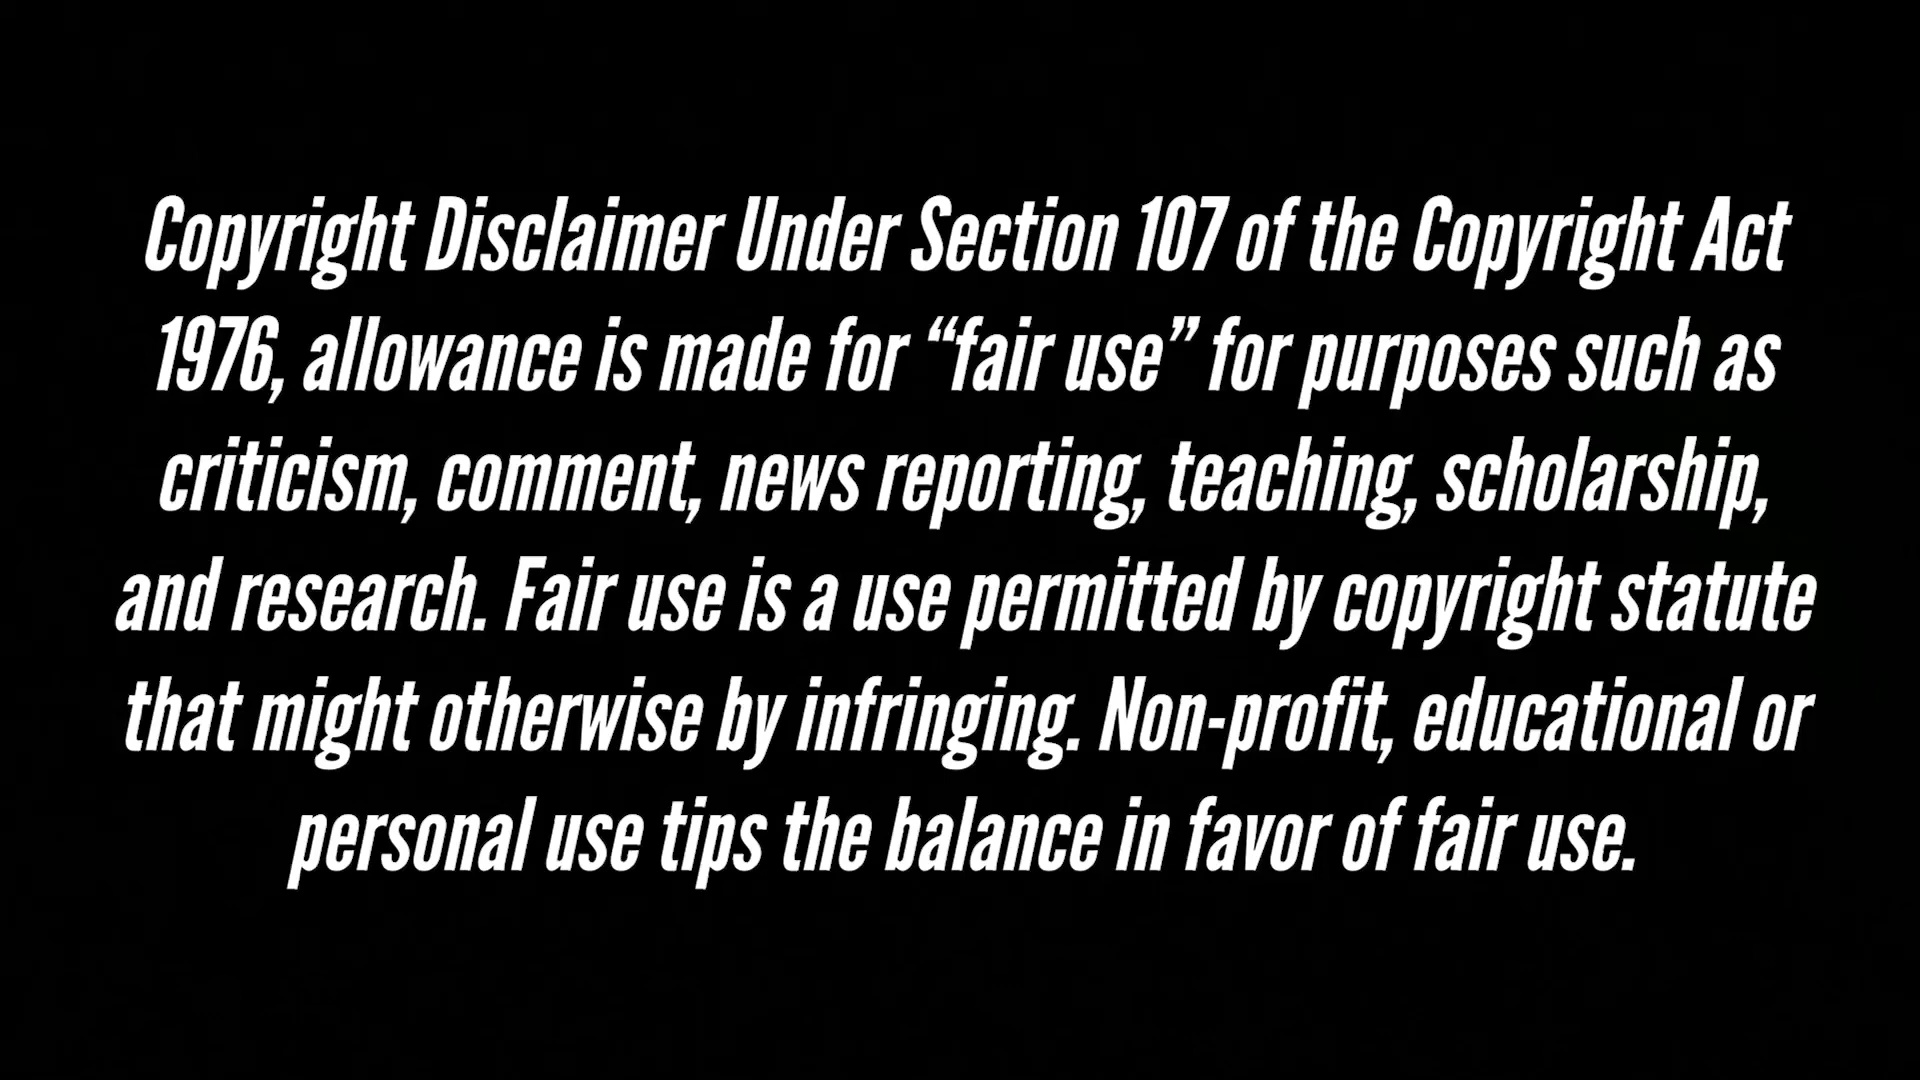 Copyright Disclaimer Under Section 107 of the Copyright Act
1976, allowance is made for “fair use” for purposes such as
criticism, comment, news reporting, teaching, scholarship,
and research. Fair use is a use permitted by copyright statute
that might otherwise by infringing. Non-profit, educational or
personal use tips the balance in favor of fair use.